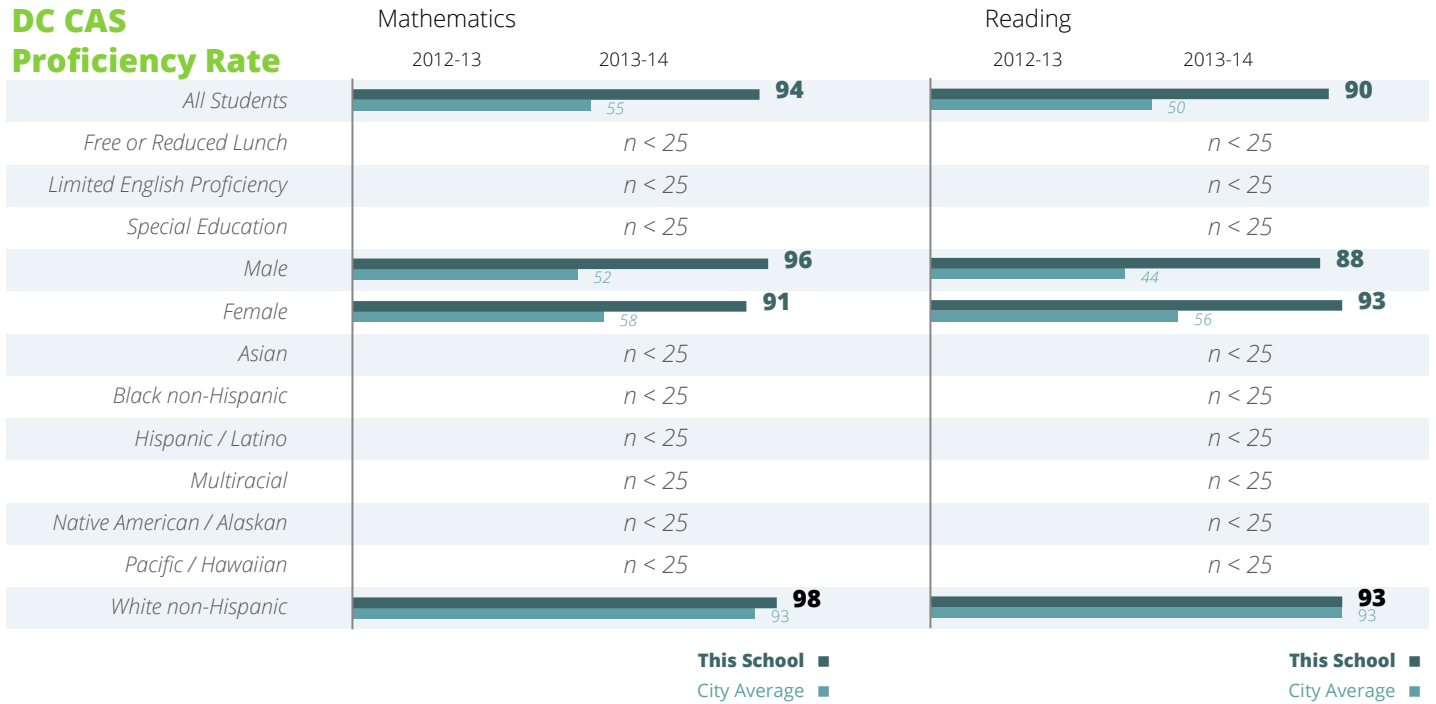 DC CAS
Proficiency Rate
Mathematics
Reading
2012-13 2013-14 2012-13 2013-14
All Students 94 55 90 50
Free or Reduced Lunch n < 25 n < 25
Limited English Proficiency n < 25 n < 25
Special Education n < 25 n < 25
Male 96 52 88 44
Female 91 58 93 56
Asian n < 25 n < 25
Black non-Hispanic n < 25 n < 25
Hispanic / Latino n < 25 n < 25
Multiracial n < 25 n < 25
Native American / Alaskan n < 25 n < 25
Pacific / Hawaiian n < 25 n < 25
White non-Hispanic 98 93 93 93
This School This School
City Average City Average